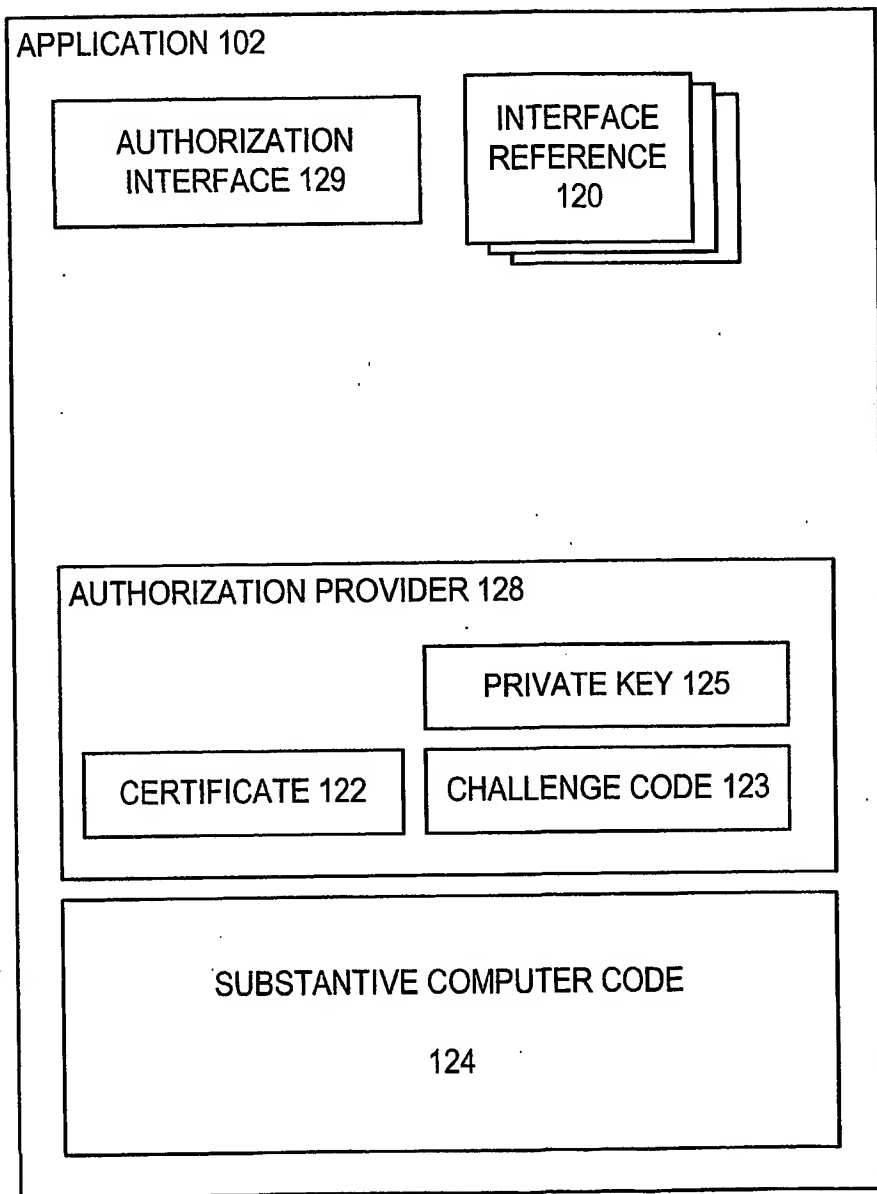 APPLICATION 102
AUTHORIZATION
INTERFACE 129
INTERFACE
REFERENCE
120
AUTHORIZATION PROVIDER 128
PRIVATE KEY 125
CERTIFICATE 122
CHALLENGE CODE 123
SUBSTANTIVE COMPUTER CODE
124